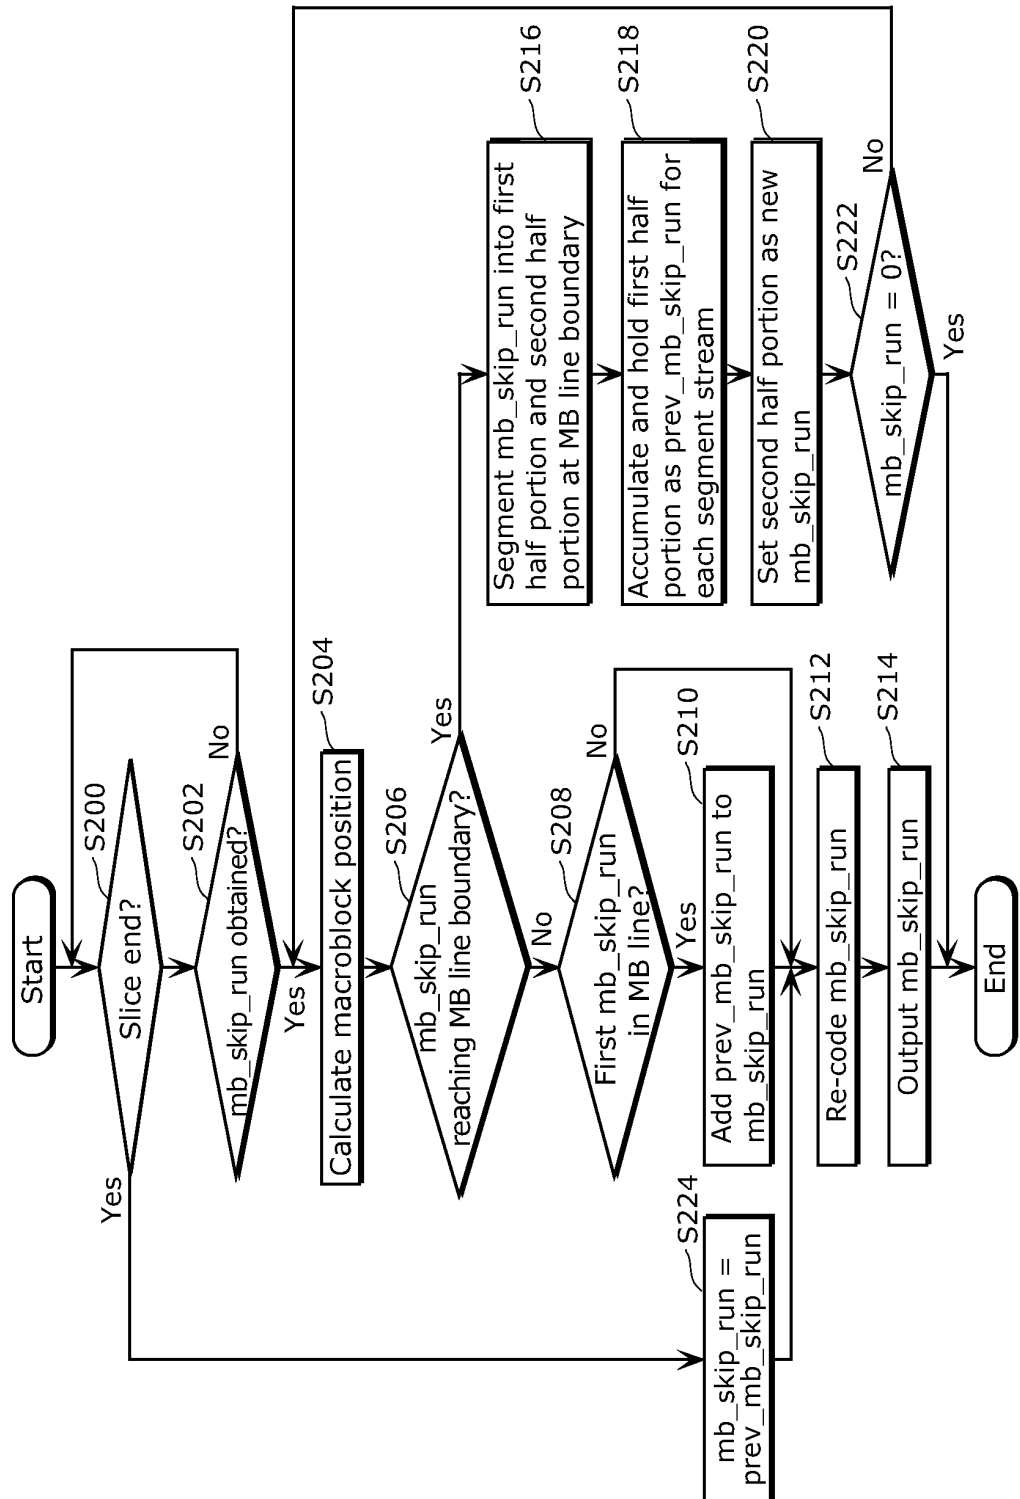 Start
S200
Slice end?
Yes
S202
mb_skip_run obtained?
No
Yes
S204
Calculate macroblock position
S206
mb_skip_run
reaching MB line boundary?
Yes
No
S208
First mb_skip_run
in MB line?
No
Yes
S210
Add prev_mb_skip_run to
mb_skip_run
S212
Re-code mb_skip_run
S214
Output mb_skip_run
End
S216
Segment mb_skip_run into first
half portion and second half
portion at MB line boundary
S218
Accumulate and hold first half
portion as prev_mb_skip_run for
each segment stream
S220
Set second half portion as new
mb_skip_run
S222
mb_skip_run = 0?
No
Yes
S224
mb_skip_run =
prev_mb_skip_run